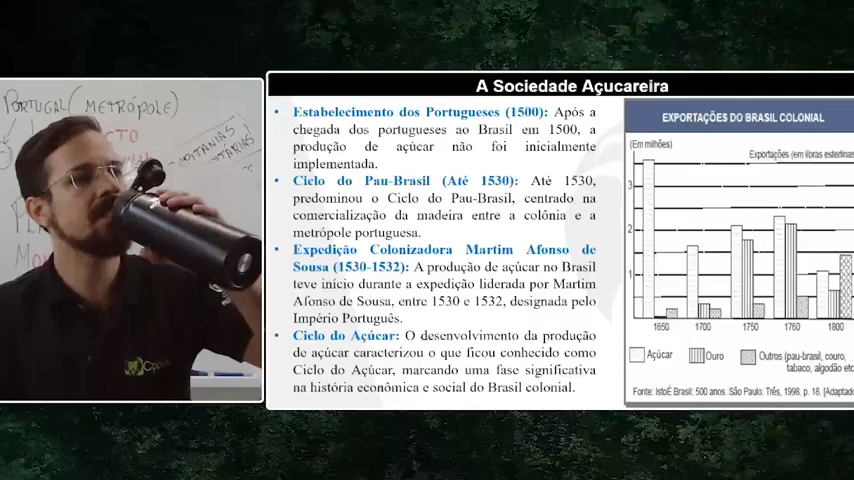 PORTUGAL (METRÓPOLE)
A Sociedade Açucareira
• Estabelecimento dos Portugueses (1500): Após a
chegada dos portugueses ao Brasil em 1500, a
produção de açúcar não foi inicialmente
implementada.
• Ciclo do Pau-Brasil (Até 1530): Até 1530,
predominou o Ciclo do Pau-Brasil, centrado na
comercialização da madeira entre a colônia e a
metrópole portuguesa.
• Expedição Colonizadora Martim Afonso de
Sousa (1530-1532): A produção de açúcar no Brasil
teve início durante a expedição liderada por Martim
Afonso de Sousa, entre 1530 e 1532, designada pelo
Império Português.
• Ciclo do Açúcar: O desenvolvimento da produção
de açúcar caracterizou o que ficou conhecido como
Ciclo do Açúcar, marcando uma fase significativa
na história econômica e social do Brasil colonial.
EXPORTAÇÕES DO BRASIL COLONIAL
(Em milhões)
Exportações (em libras esterlinas
3
2
1
1650 1700 1750 1760 1800
Açúcar Ouro Outros (pau-brasil, couro,
tabaco, algodão etc
Fonte: IstoÉ Brasil: 500 anos. São Paulo: Três, 1998. p. 18. [Adaptado